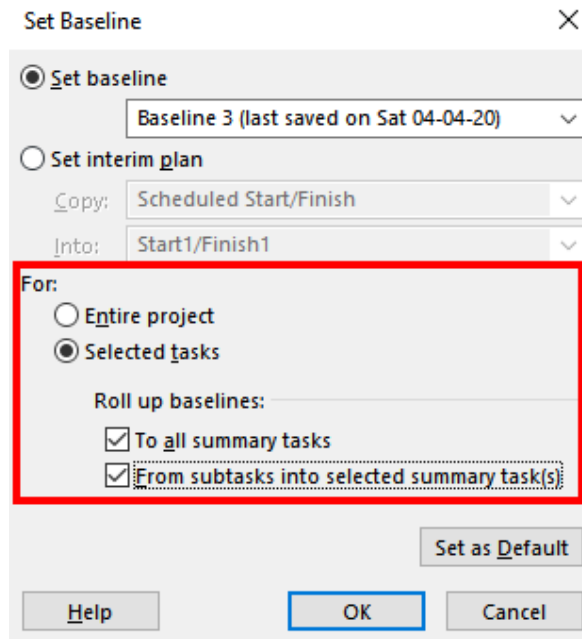 Set Baseline
Set baseline
Baseline 3 (last saved on Sat 04-04-20)
Set interim plan
Copy: Scheduled Start/Finish
Into: Start1/Finish1
For:
Entire project
Selected tasks
Roll up baselines:
To all summary tasks
From subtasks into selected summary task(s)
Set as Default
Help OK Cancel